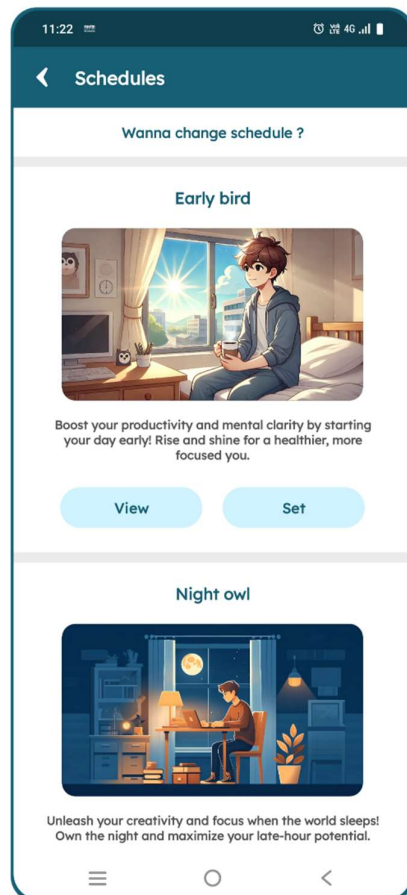 11:22
4G
Schedules
Wanna change schedule ?
Early bird
Boost your productivity and mental clarity by starting
your day early! Rise and shine for a healthier, more
focused you.
View
Set
Night owl
Unleash your creativity and focus when the world sleeps!
Own the night and maximize your late-hour potential.